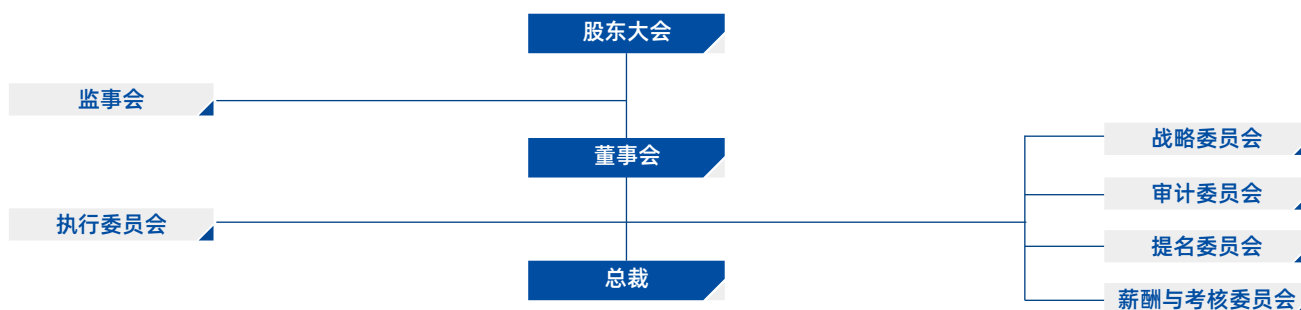 股东大会
监事会
董事会
战略委员会
审计委员会
执行委员会
提名委员会
总裁
薪酬与考核委员会